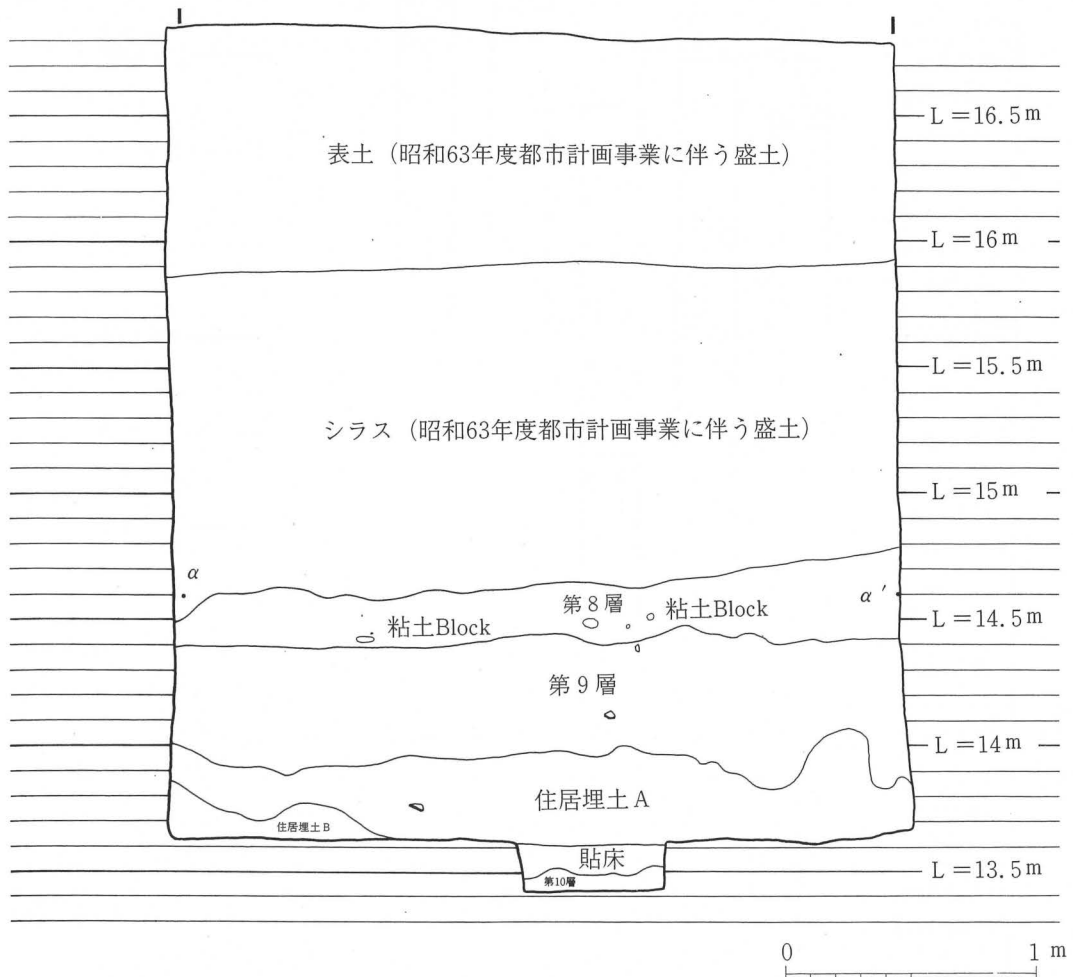 L＝16.5m
表土（昭和63年度都市計画事業に伴う盛土）
L＝16m
L＝15.5m
シラス（昭和63年度都市計画事業に伴う盛土）
L＝15m
α
α′
第8層
粘土Block
粘土Block
L＝14.5m
第9層
L＝14m
住居埋土A
住居埋土B
貼床
L＝13.5m
第10層
0 1 m